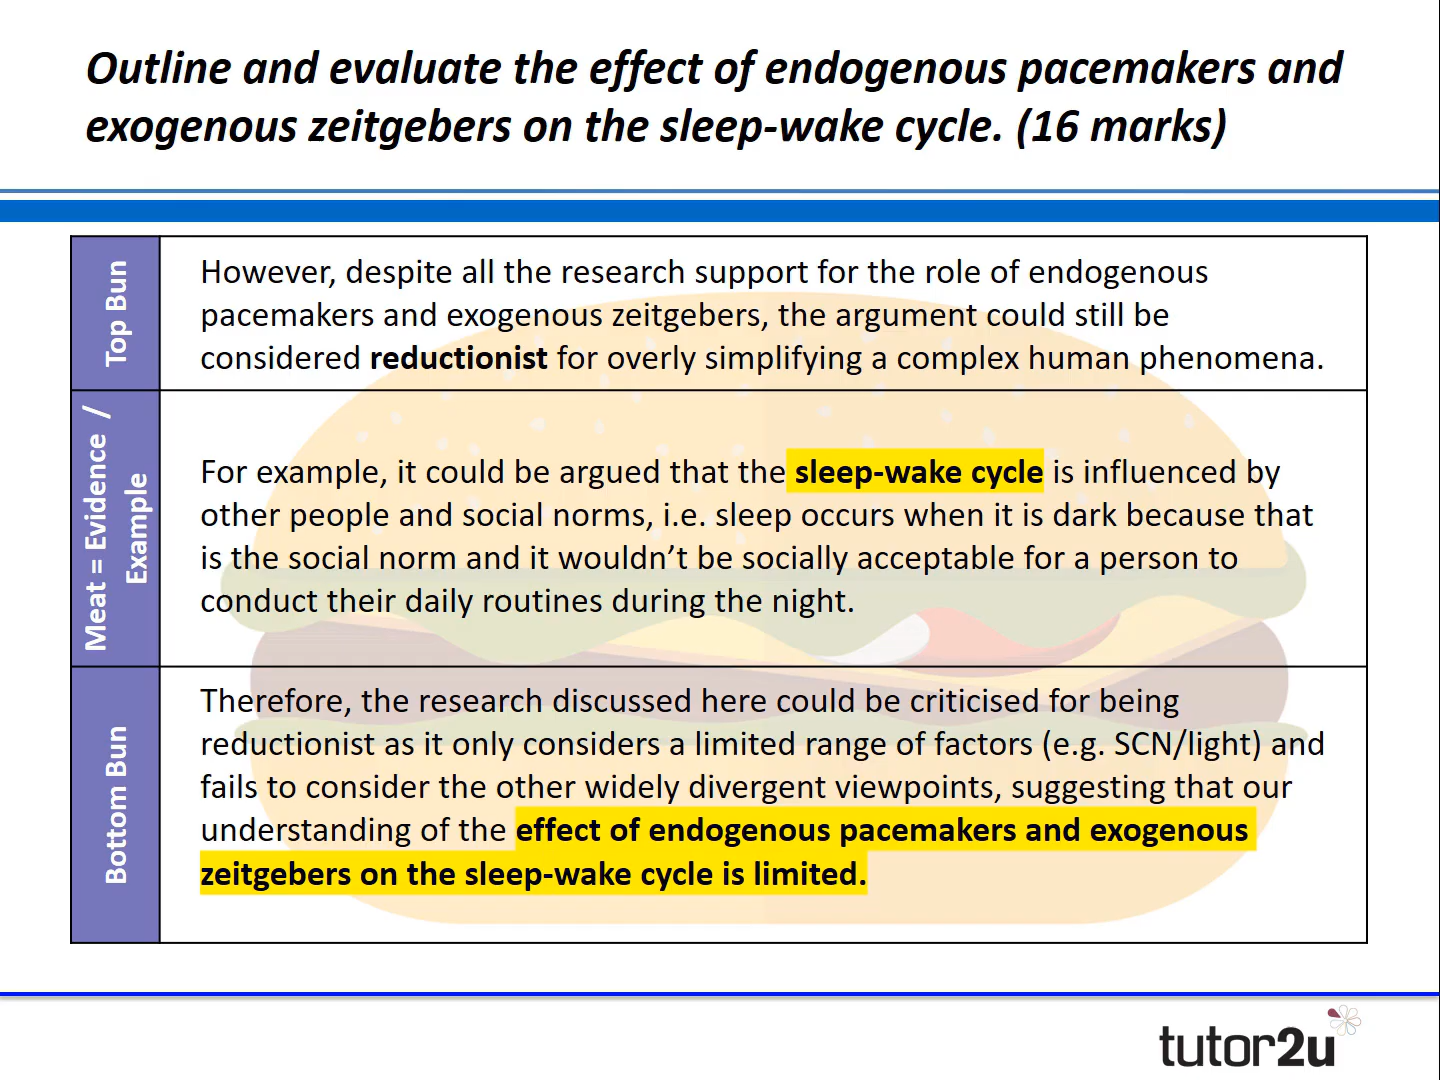 Outline and evaluate the effect of endogenous pacemakers and
exogenous zeitgebers on the sleep-wake cycle. (16 marks)
Top Bun
However, despite all the research support for the role of endogenous
pacemakers and exogenous zeitgebers, the argument could still be
considered reductionist for overly simplifying a complex human phenomena.
Meat = Evidence /
Example
For example, it could be argued that the sleep-wake cycle is influenced by
other people and social norms, i.e. sleep occurs when it is dark because that
is the social norm and it wouldn’t be socially acceptable for a person to
conduct their daily routines during the night.
Bottom Bun
Therefore, the research discussed here could be criticised for being
reductionist as it only considers a limited range of factors (e.g. SCN/light) and
fails to consider the other widely divergent viewpoints, suggesting that our
understanding of the effect of endogenous pacemakers and exogenous
zeitgebers on the sleep-wake cycle is limited.
tutor2u